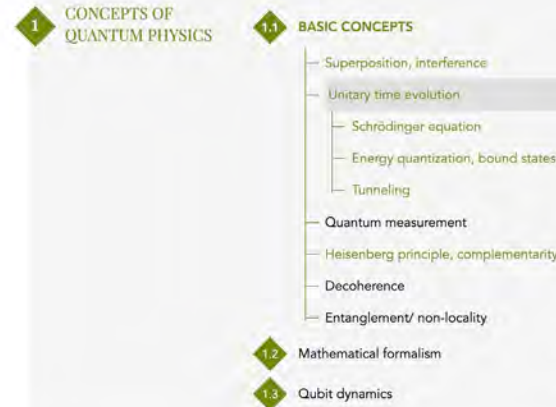 1
CONCEPTS OF
QUANTUM PHYSICS
1.1 BASIC CONCEPTS
Superposition, interference
Unitary time evolution
Schrödinger equation
Energy quantization, bound states
Tunneling
Quantum measurement
Heisenberg principle, complementarity
Decoherence
Entanglement/ non-locality
1.2 Mathematical formalism
1.3 Qubit dynamics